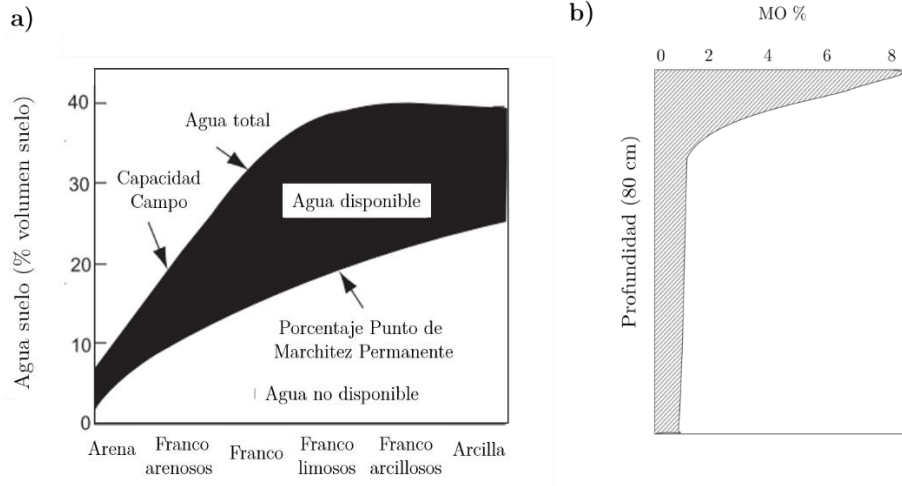 a)
Agua suelo (% volumen suelo)
40
30
20
10
0
Agua total
Capacidad
Campo
Agua disponible
Porcentaje Punto de
Marchitez Permanente
Agua no disponible
Arena
Franco
arenosos
Franco
Franco
limosos
Franco
arcillosos
Arcilla
b)
MO %
0 2 4 6 8
Profundidad (80 cm)